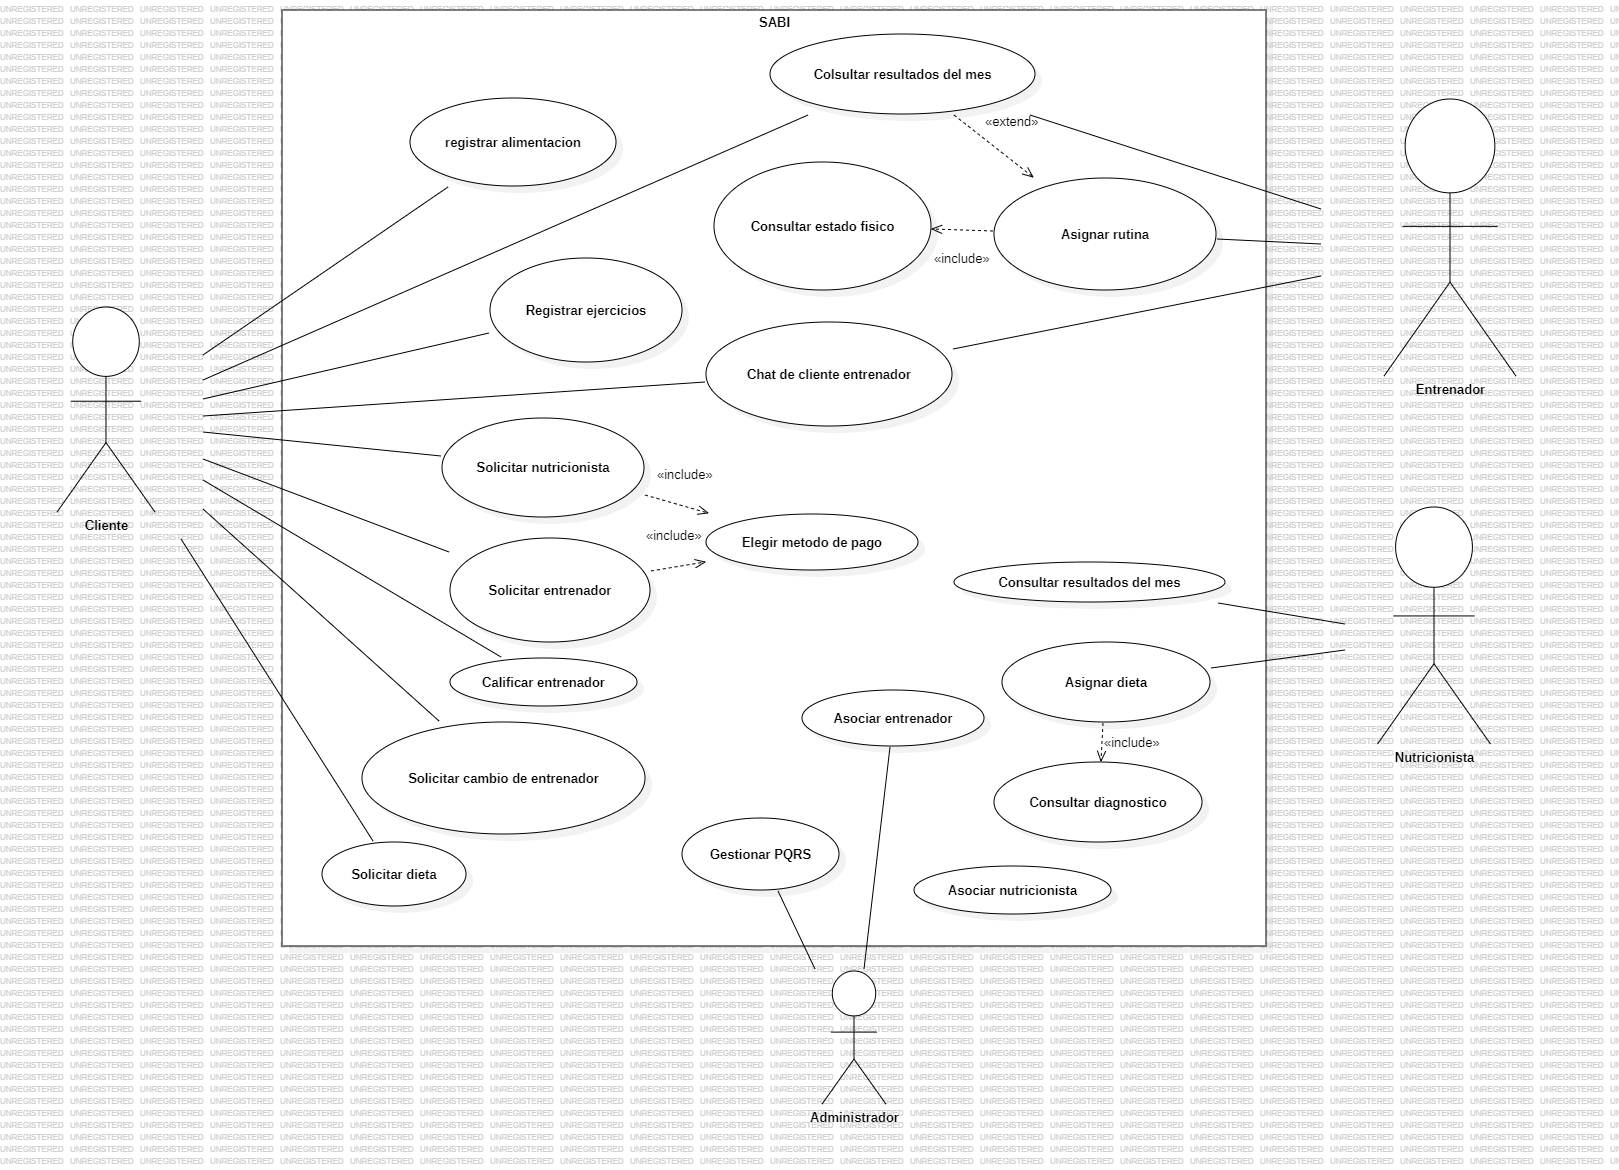 SABI
Colsultar resultados del mes
registrar alimentacion
«extend»
Consultar estado fisico
Asignar rutina
«include»
Registrar ejercicios
Chat de cliente entrenador
Entrenador
Solicitar nutricionista
«include»
Cliente
«include»
Elegir metodo de pago
Solicitar entrenador
Consultar resultados del mes
Calificar entrenador
Asignar dieta
Asociar entrenador
«include»
Nutricionista
Solicitar cambio de entrenador
Consultar diagnostico
Gestionar PQRS
Solicitar dieta
Asociar nutricionista
Administrador
UNREGISTERED